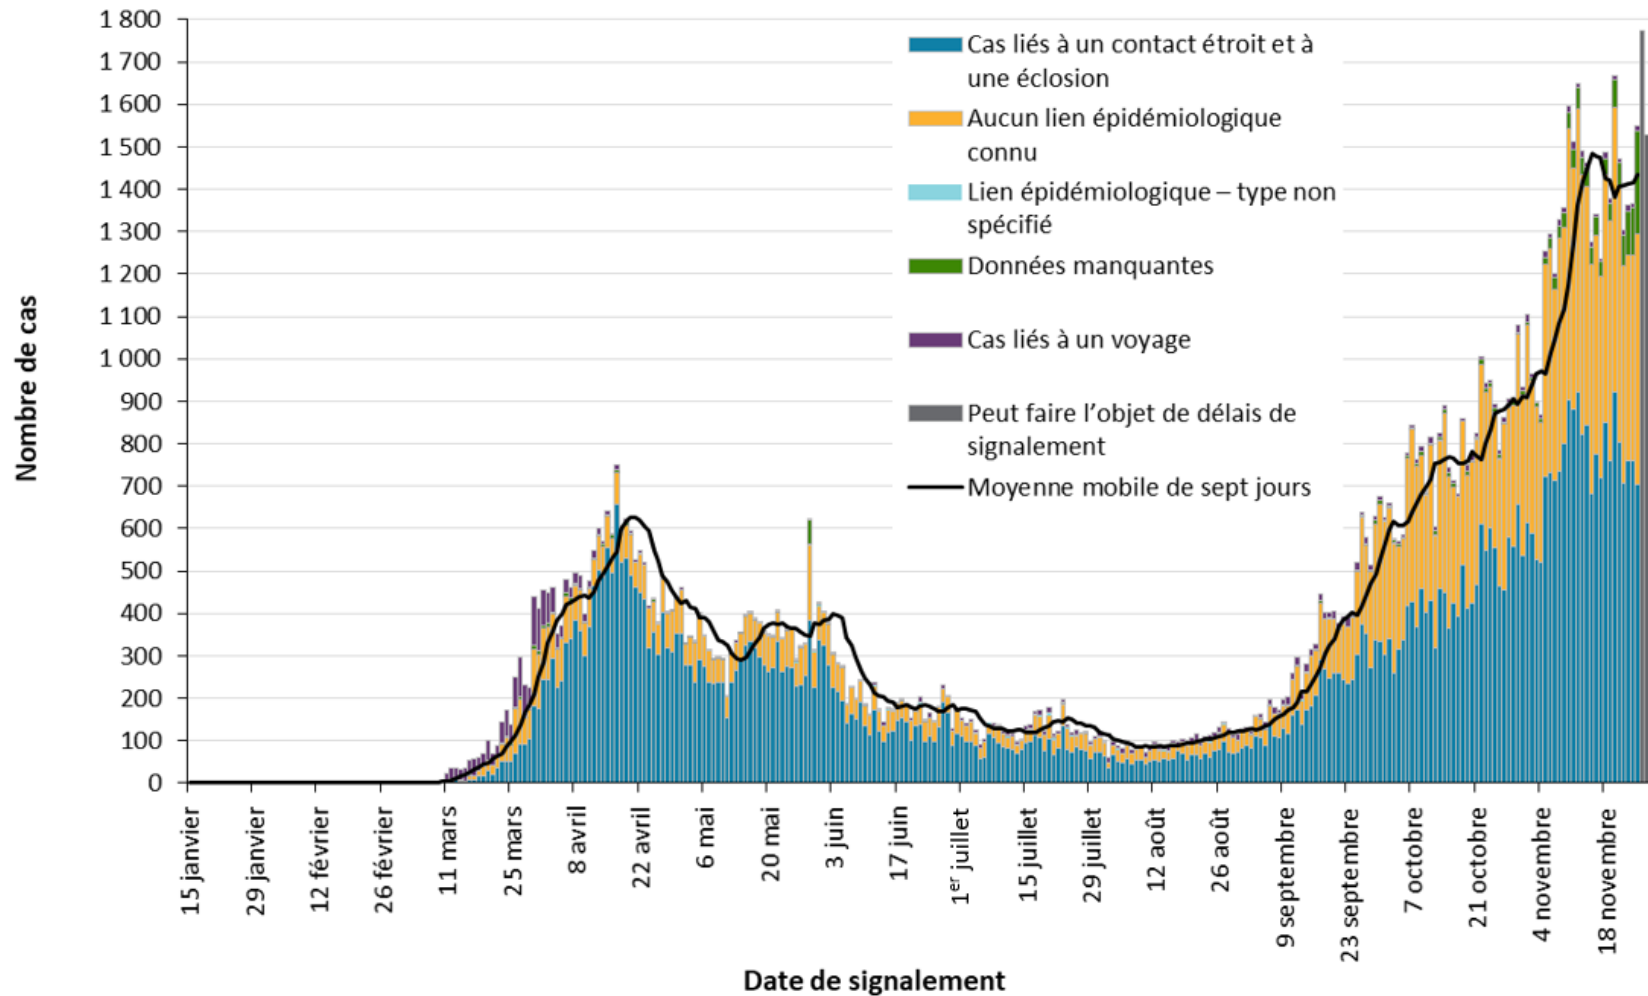 1 800
1 700
1 600
1 500
1 400
1 300
1 200
1 100
1 000
900
800
700
600
500
400
300
200
100
0
Nombre de cas
Cas liés à un contact étroit et à
une éclosion
Aucun lien épidémiologique
connu
Lien épidémiologique – type non
spécifié
Données manquantes
Cas liés à un voyage
Peut faire l’objet de délais de
signalement
Moyenne mobile de sept jours
15 janvier
29 janvier
12 février
26 février
11 mars
25 mars
8 avril
22 avril
6 mai
20 mai
3 juin
17 juin
1er juillet
15 juillet
29 juillet
12 août
26 août
9 septembre
23 septembre
7 octobre
21 octobre
4 novembre
18 novembre
Date de signalement